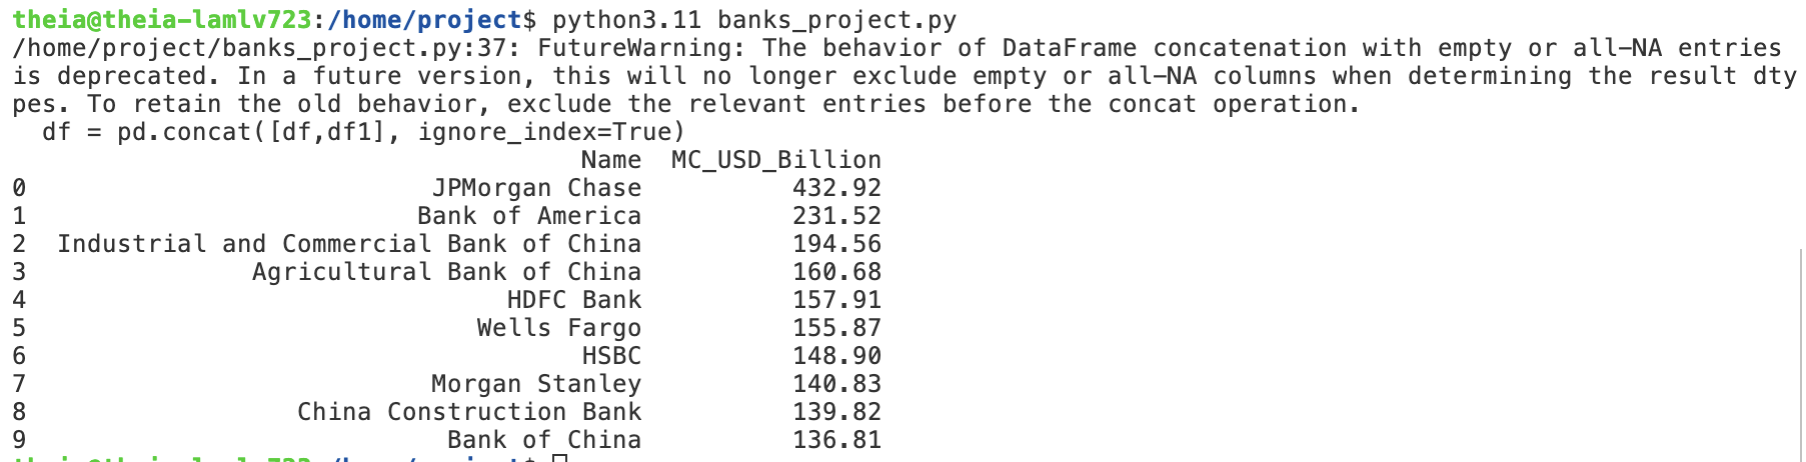 theia@theia-lamlv723:/home/project$ python3.11 banks_project.py
/home/project/banks_project.py:37: FutureWarning: The behavior of DataFrame concatenation with empty or all-NA entries
is deprecated. In a future version, this will no longer exclude empty or all-NA columns when determining the result dty
pes. To retain the old behavior, exclude the relevant entries before the concat operation.
  df = pd.concat([df,df1], ignore_index=True)
                                      Name  MC_USD_Billion
0                           JPMorgan Chase          432.92
1                          Bank of America          231.52
2  Industrial and Commercial Bank of China          194.56
3               Agricultural Bank of China          160.68
4                                HDFC Bank          157.91
5                              Wells Fargo          155.87
6                                     HSBC          148.90
7                           Morgan Stanley          140.83
8                  China Construction Bank          139.82
9                            Bank of China          136.81